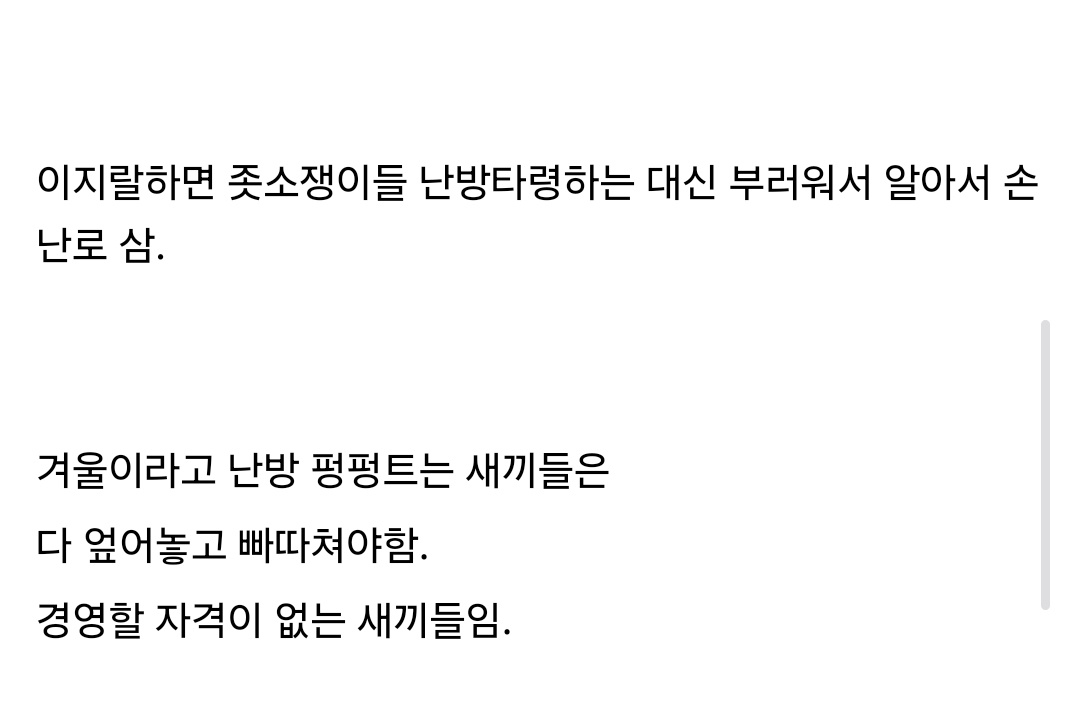 이지랄하면 좃소쟁이들 난방타령하는 대신 부러워서 알아서 손
난로 삼.
겨울이라고 난방 펑펑트는 새끼들은
다 엎어놓고 빠따쳐야함.
경영할 자격이 없는 새끼들임.